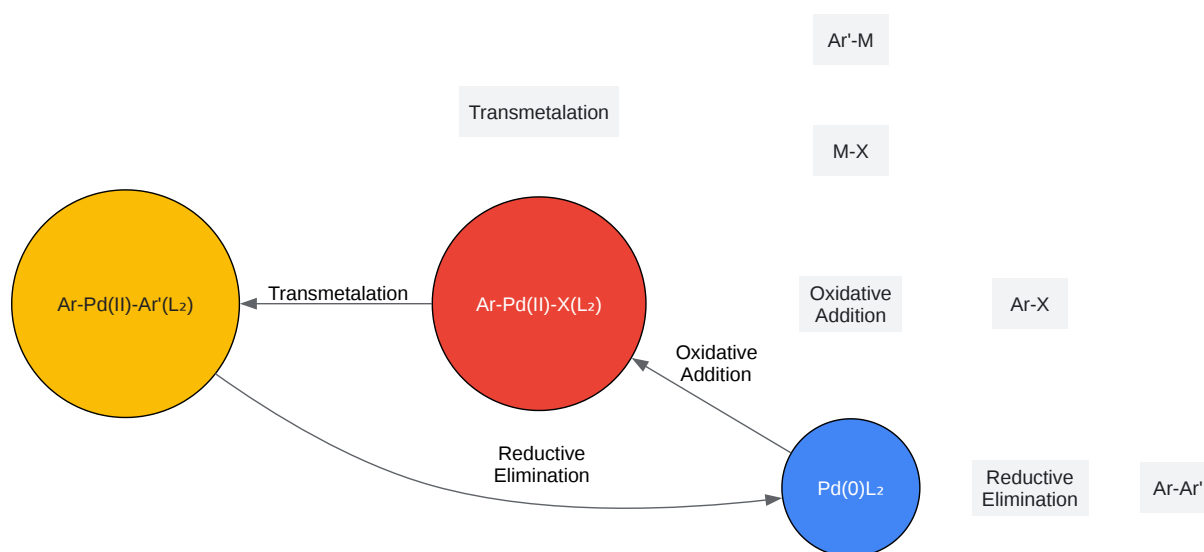 Ar'-M
Transmetalation
M-X
Ar-Pd(II)-Ar'(L₂)
Transmetalation
Ar-Pd(II)-X(L₂)
Oxidative
Addition
Ar-X
Oxidative
Addition
Reductive
Elimination
Pd(0)L₂
Reductive
Elimination
Ar-Ar'